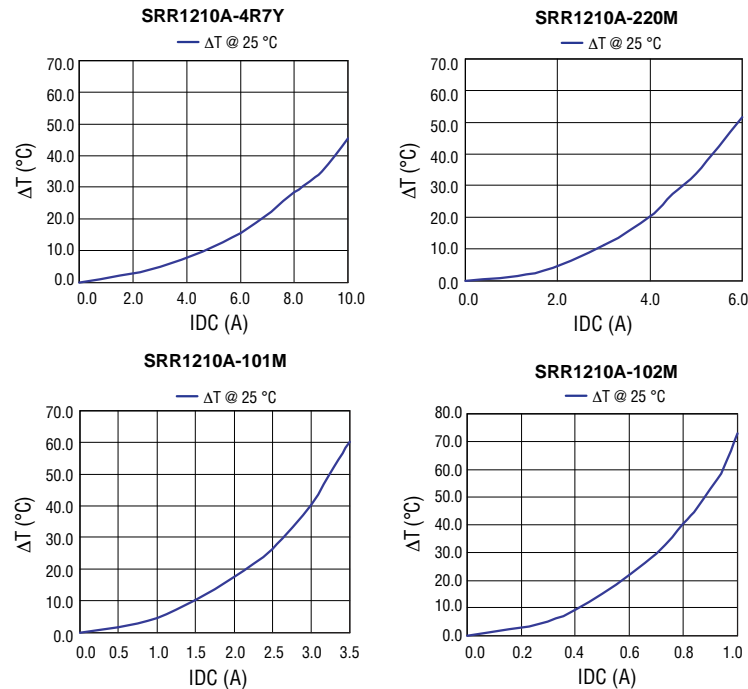 SRR1210A-4R7Y
ΔT @ 25 °C
70.0
60.0
50.0
40.0
30.0
20.0
10.0
0.0
ΔT (°C)
0.0 2.0 4.0 6.0 8.0 10.0
IDC (A)
SRR1210A-220M
ΔT @ 25 °C
70.0
60.0
50.0
40.0
30.0
20.0
10.0
0.0
ΔT (°C)
0.0 2.0 4.0 6.0
IDC (A)
SRR1210A-101M
ΔT @ 25 °C
70.0
60.0
50.0
40.0
30.0
20.0
10.0
0.0
ΔT (°C)
0.0 0.5 1.0 1.5 2.0 2.5 3.0 3.5
IDC (A)
SRR1210A-102M
ΔT @ 25 °C
80.0
70.0
60.0
50.0
40.0
30.0
20.0
10.0
0.0
ΔT (°C)
0.0 0.2 0.4 0.6 0.8 1.0
IDC (A)